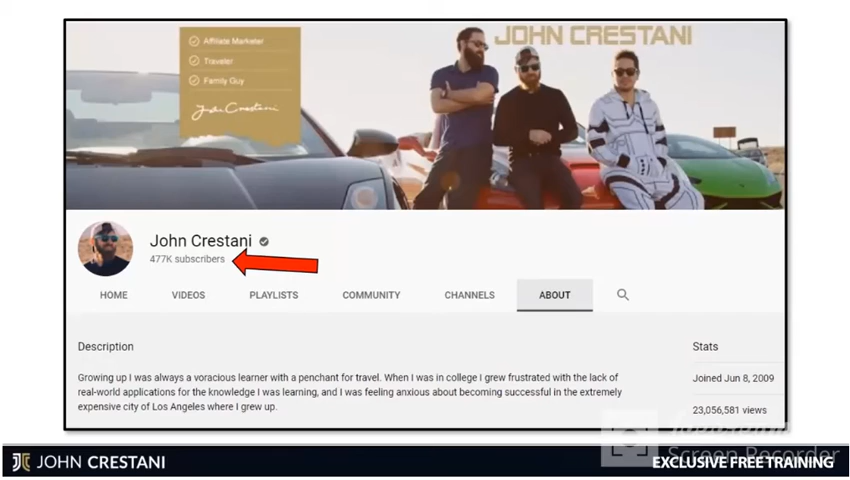 JOHN CRESTANI
Affiliate Marketer
Traveler
Family Guy
John Crestani
John Crestani
477K subscribers
HOME VIDEOS PLAYLISTS COMMUNITY CHANNELS ABOUT
Description
Stats
Growing up I was always a voracious learner with a penchant for travel. When I was in college I grew frustrated with the lack of
real-world applications for the knowledge I was learning, and I was feeling anxious about becoming successful in the extremely
expensive city of Los Angeles where I grew up.
Joined Jun 8, 2009
23,056,581 views
Screen Recorder
JC JOHN CRESTANI
EXCLUSIVE FREE TRAINING